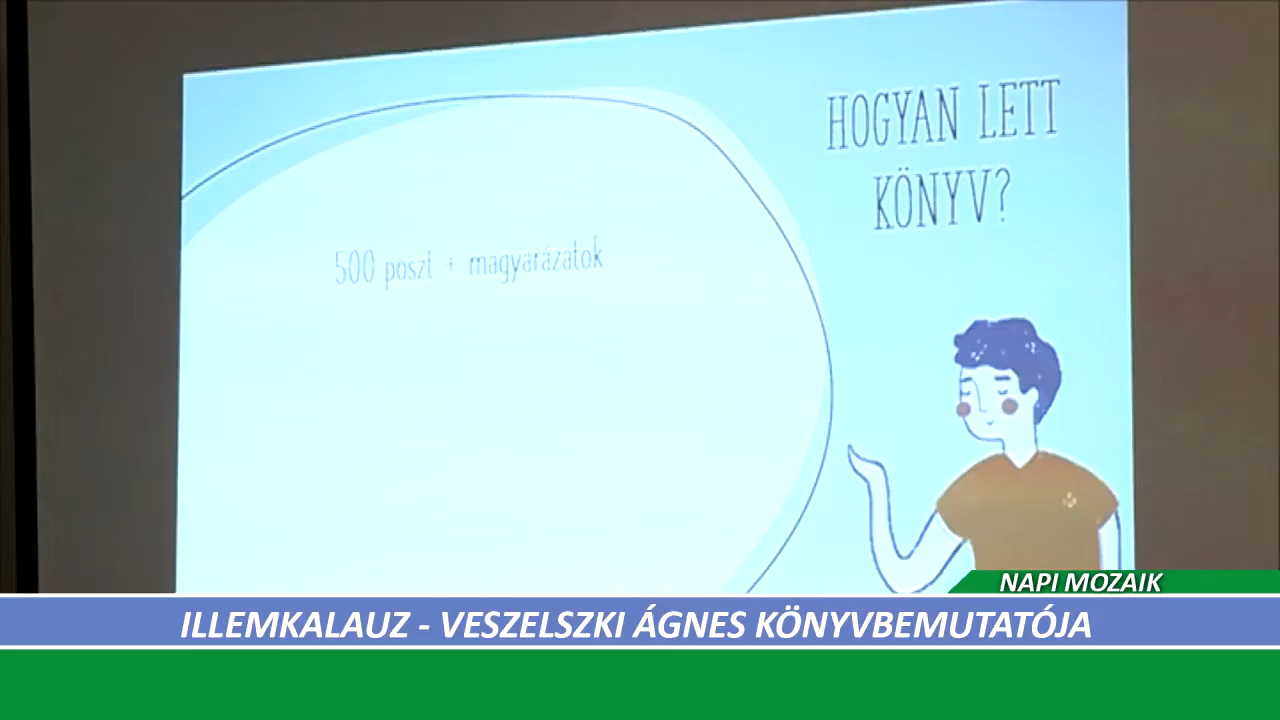 HOGYAN LETT
KÖNYV?
500 poszt + magyarázatok
NAPI MOZAIK
ILLEMKALAUZ - VESZELSZKI ÁGNES KÖNYVBEMUTATÓJA